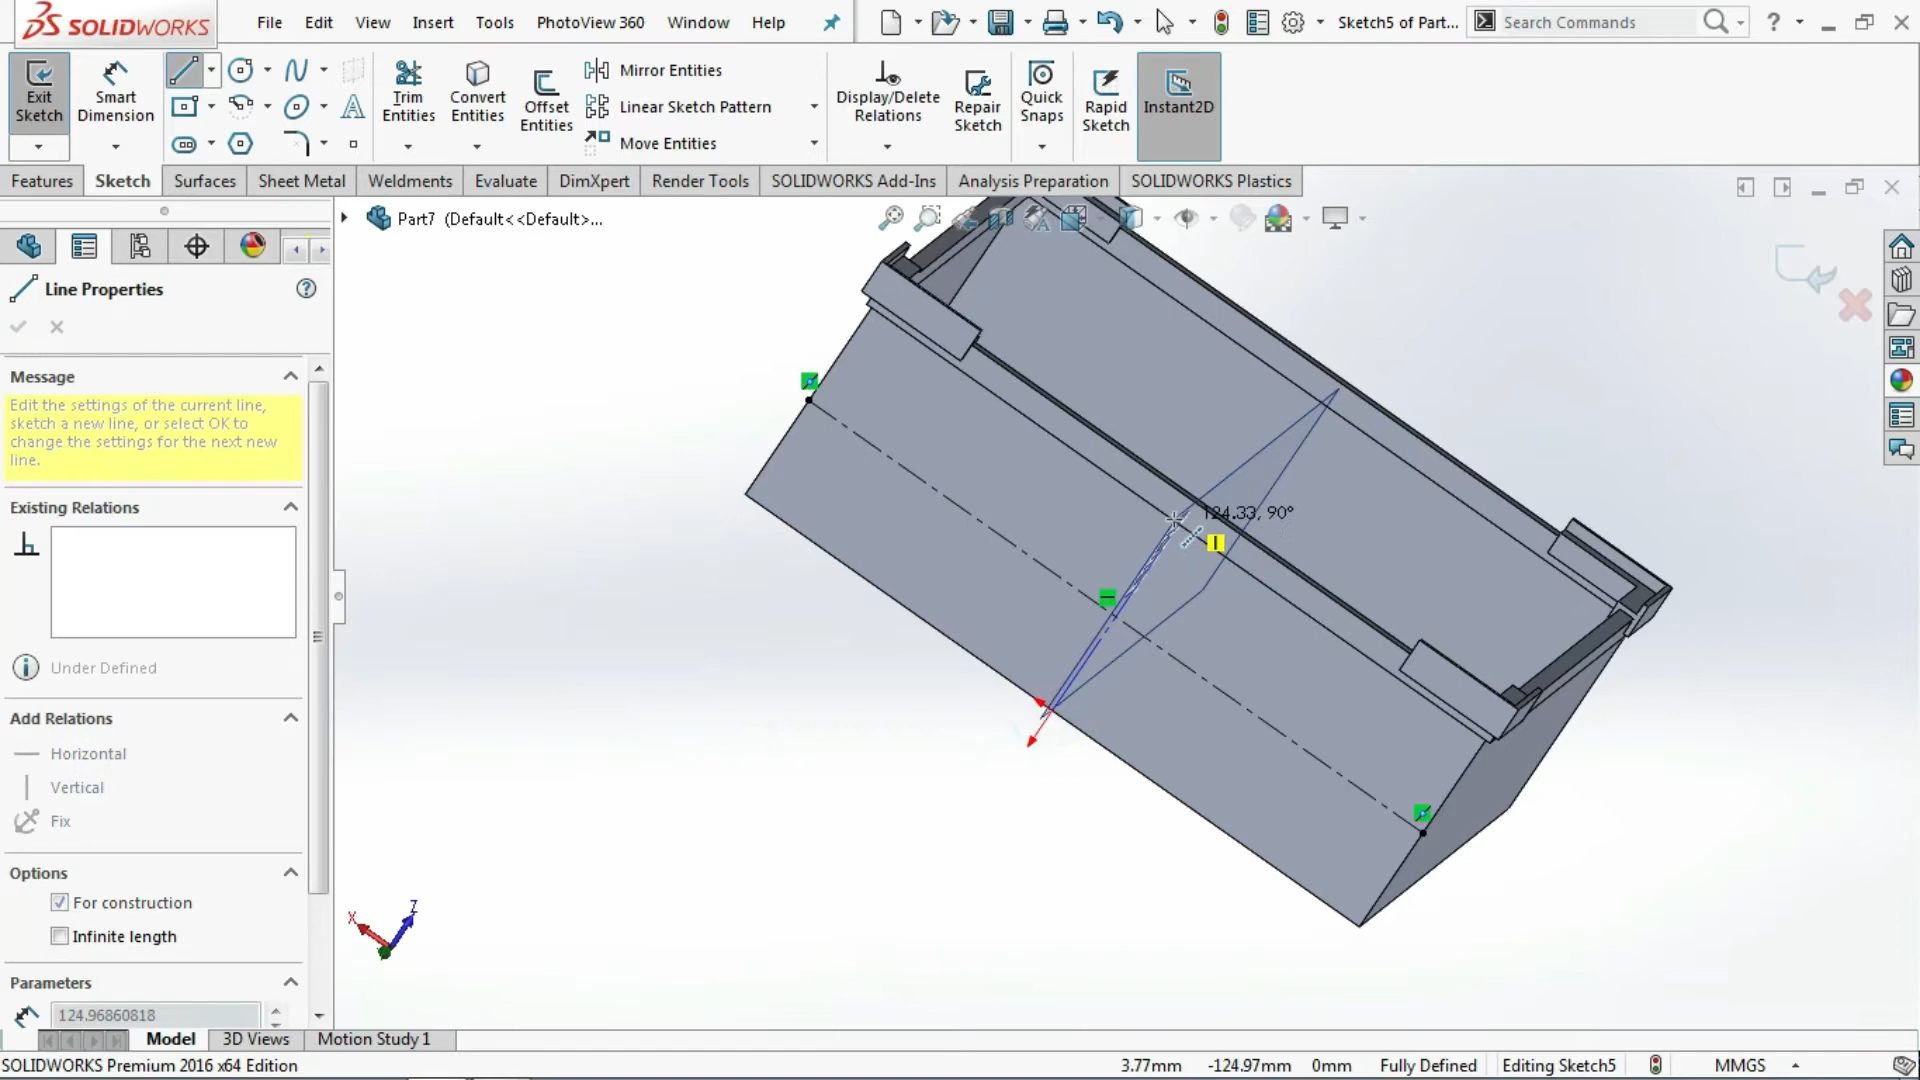 SOLIDWORKS
File Edit View Insert Tools PhotoView 360 Window Help
Sketch5 of Part... Search Commands ?
Exit Sketch
Smart Dimension
Trim Entities
Convert Entities
Offset Entities
Mirror Entities
Linear Sketch Pattern
Move Entities
Display/Delete Relations
Repair Sketch
Quick Snaps
Rapid Sketch
Instant2D
Features Sketch Surfaces Sheet Metal Weldments Evaluate DimXpert Render Tools SOLIDWORKS Add-Ins Analysis Preparation SOLIDWORKS Plastics
Part7 (Default<<Default>...
Line Properties
Message
Edit the settings of the current line,
sketch a new line, or select OK to
change the settings for the next new
line.
Existing Relations
Under Defined
Add Relations
Horizontal
Vertical
Fix
Options
For construction
Infinite length
Parameters
124.96860818
124.33, 90°
X
Z
Model 3D Views Motion Study 1
SOLIDWORKS Premium 2016 x64 Edition 3.77mm -124.97mm 0mm Fully Defined Editing Sketch5 MMGS